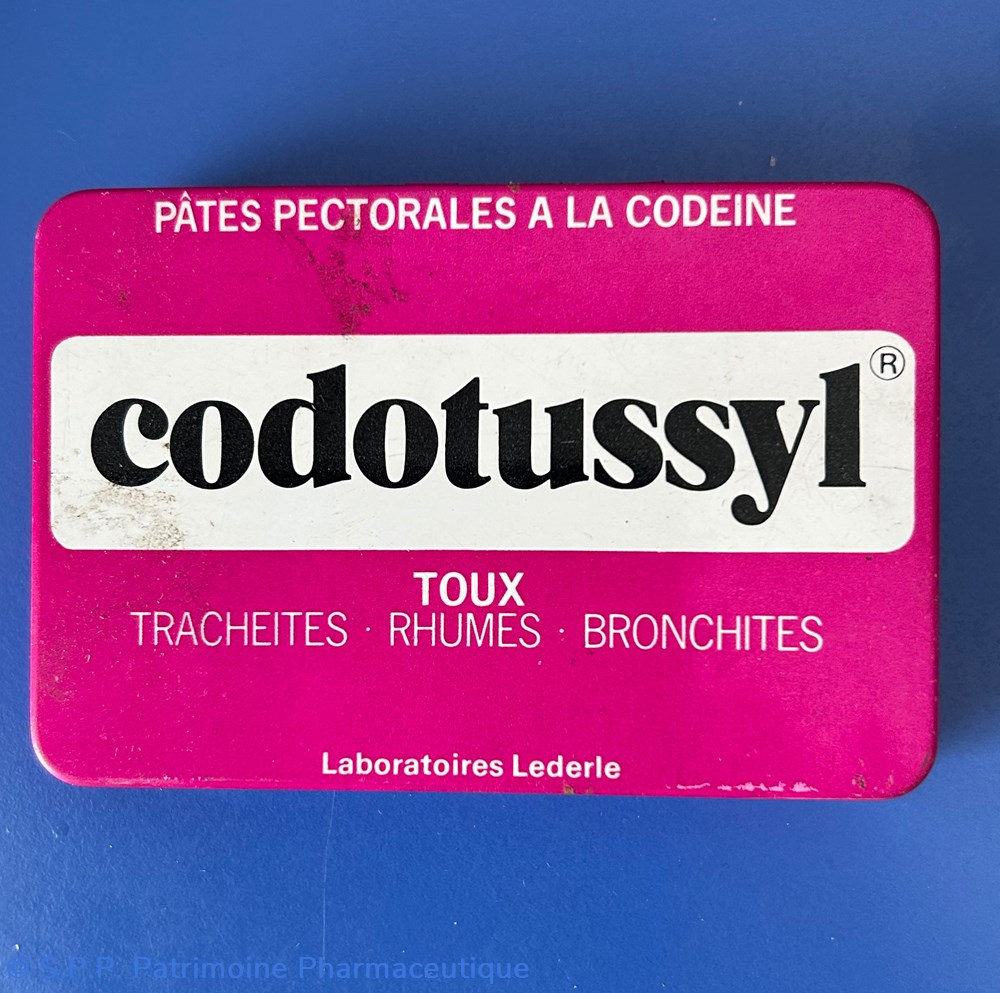 PÂTES PECTORALES A LA CODEINE
codotussyl ®
TOUX
TRACHEITES · RHUMES · BRONCHITES
Laboratoires Lederle
© S.P.R. Patrimoine Pharmaceutique